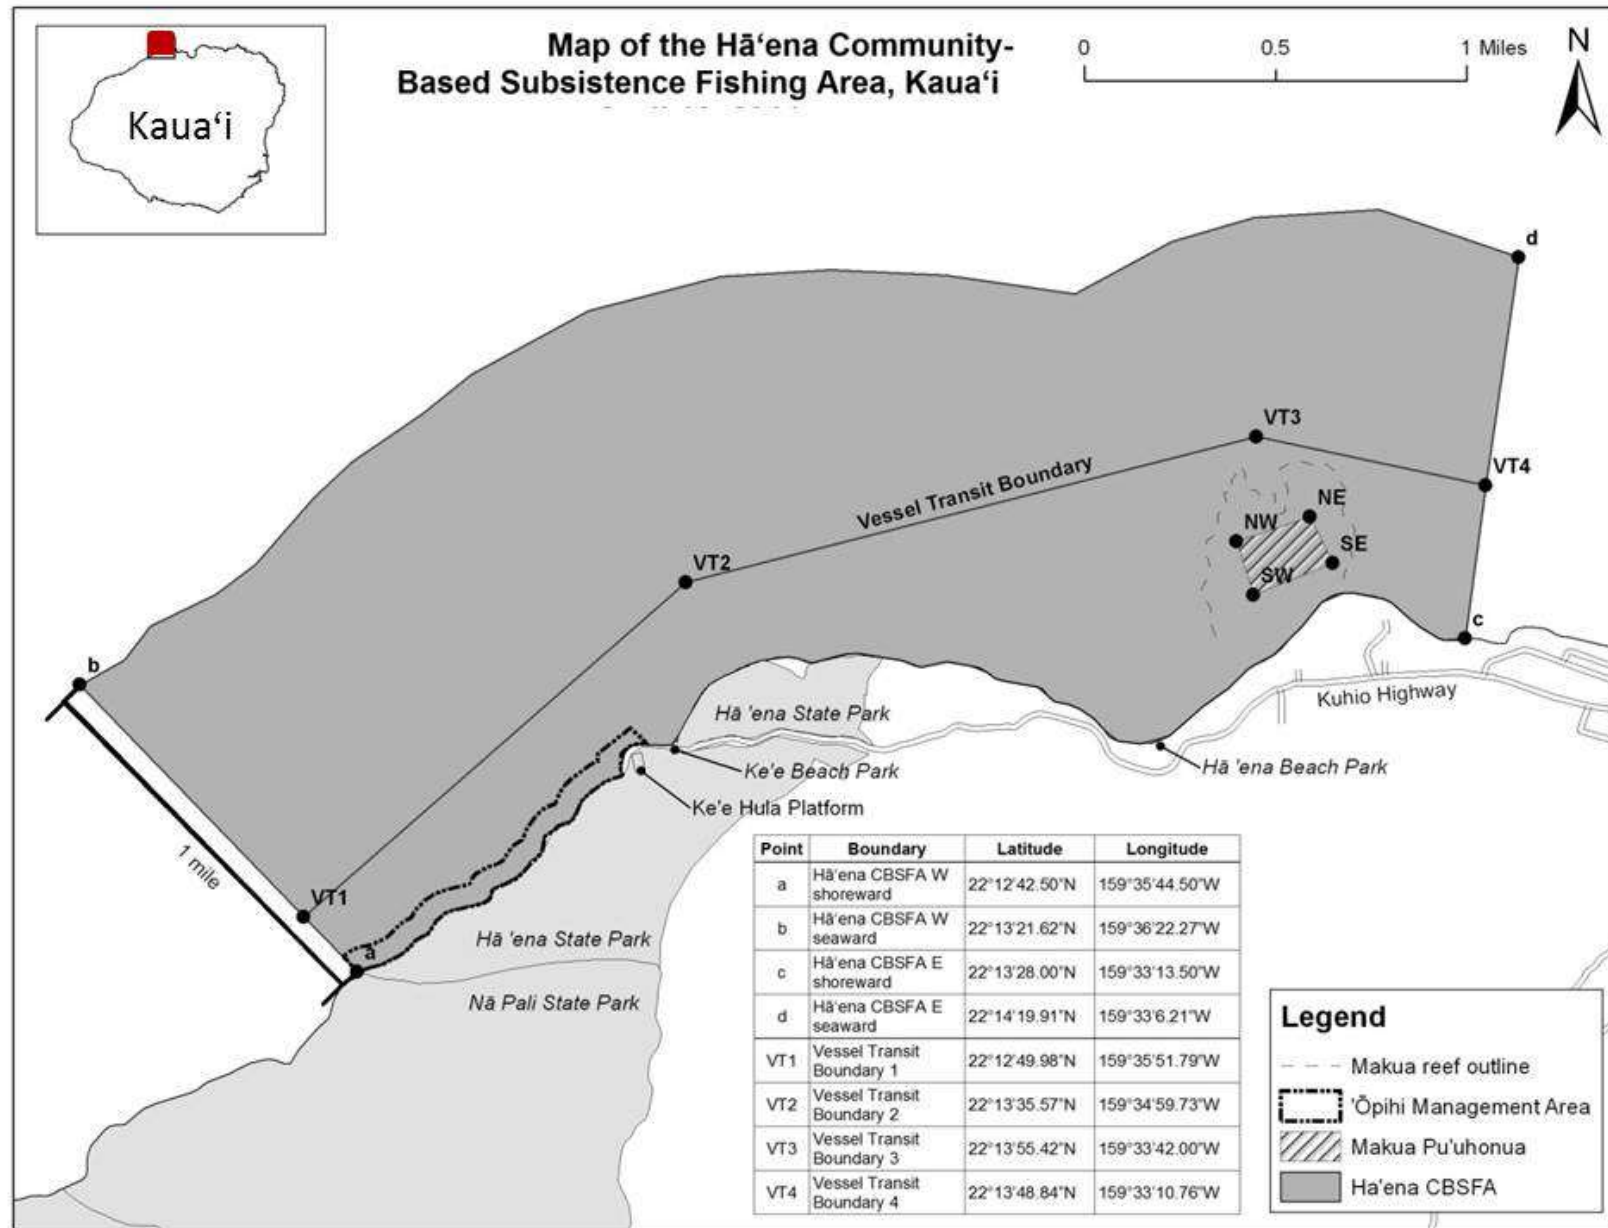 Map of the Hā‘ena Community-
Based Subsistence Fishing Area, Kaua‘i
0 0.5 1 Miles
N
Kaua‘i
d
VT3
VT4
Vessel Transit Boundary
NE
NW
SE
SW
VT2
c
b
Kuhio Highway
Hā 'ena State Park
Hā 'ena Beach Park
Ke'e Beach Park
Ke'e Hula Platform
1 mile
VT1
a
Hā 'ena State Park
Nā Pali State Park
Point Boundary Latitude Longitude
a Hā'ena CBSFA W shoreward 22°12'42.50"N 159°35'44.50"W
b Hā'ena CBSFA W seaward 22°13'21.62"N 159°36'22.27"W
c Hā'ena CBSFA E shoreward 22°13'28.00"N 159°33'13.50"W
d Hā'ena CBSFA E seaward 22°14'19.91"N 159°33'6.21"W
VT1 Vessel Transit Boundary 1 22°12'49.98"N 159°35'51.79"W
VT2 Vessel Transit Boundary 2 22°13'35.57"N 159°34'59.73"W
VT3 Vessel Transit Boundary 3 22°13'55.42"N 159°33'42.00"W
VT4 Vessel Transit Boundary 4 22°13'48.84"N 159°33'10.76"W
Legend
Makua reef outline
'Ōpihi Management Area
Makua Pu'uhonua
Ha'ena CBSFA